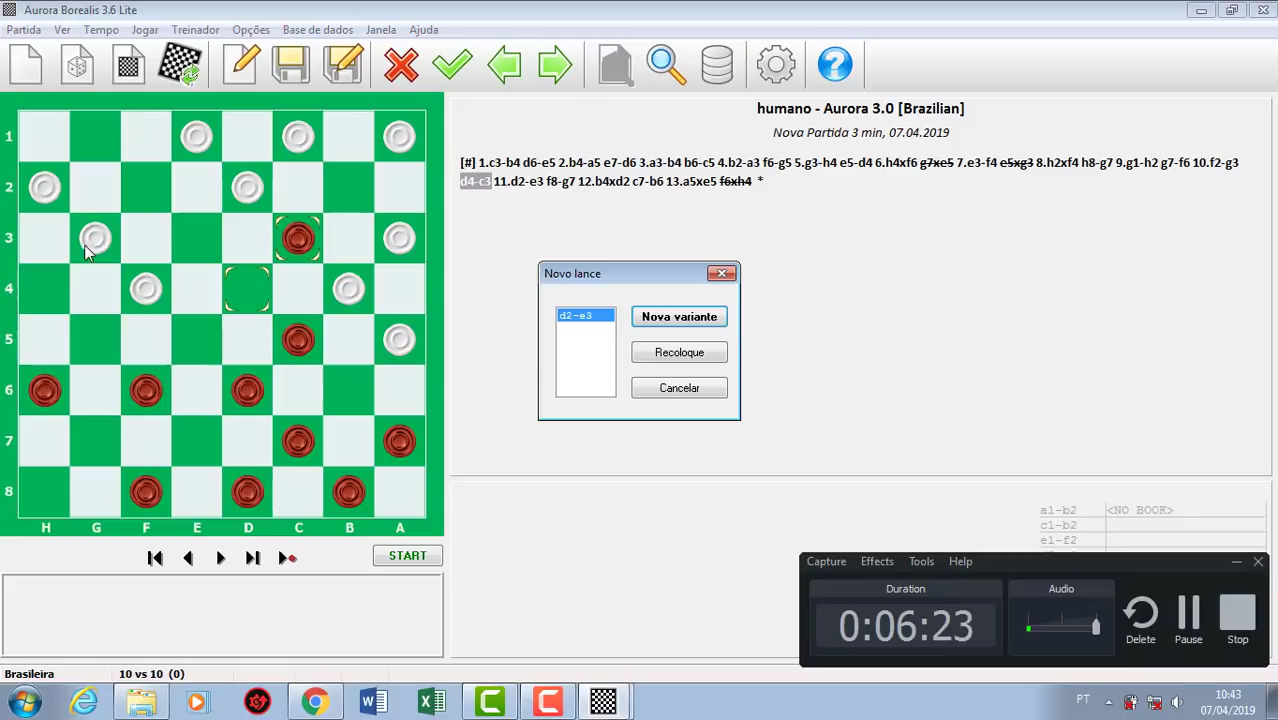 Aurora Borealis 3.6 Lite
Partida Ver Tempo Jogar Treinador Opções Base de dados Janela Ajuda
humano - Aurora 3.0 [Brazilian]
Nova Partida 3 min, 07.04.2019
[#] 1.c3-b4 d6-e5 2.b4-a5 e7-d6 3.a3-b4 b6-c5 4.b2-a3 f6-g5 5.g3-h4 e5-d4 6.h4xf6 g7xe5 7.e3-f4 e5xg3 8.h2xf4 h8-g7 9.g1-h2 g7-f6 10.f2-g3
d4-c3 11.d2-e3 f8-g7 12.b4xd2 c7-b6 13.a5xe5 f6xh4 *
1
2
3
4
5
6
7
8
H G F E D C B A
Novo lance
d2-e3
Nova variante
Recoloque
Cancelar
START
a1-b2 <NO BOOK>
c1-b2
e1-f2
Capture Effects Tools Help
Duration
Audio
0:06:23
Delete Pause Stop
Brasileira 10 vs 10 (0)
PT
10:43
07/04/2019